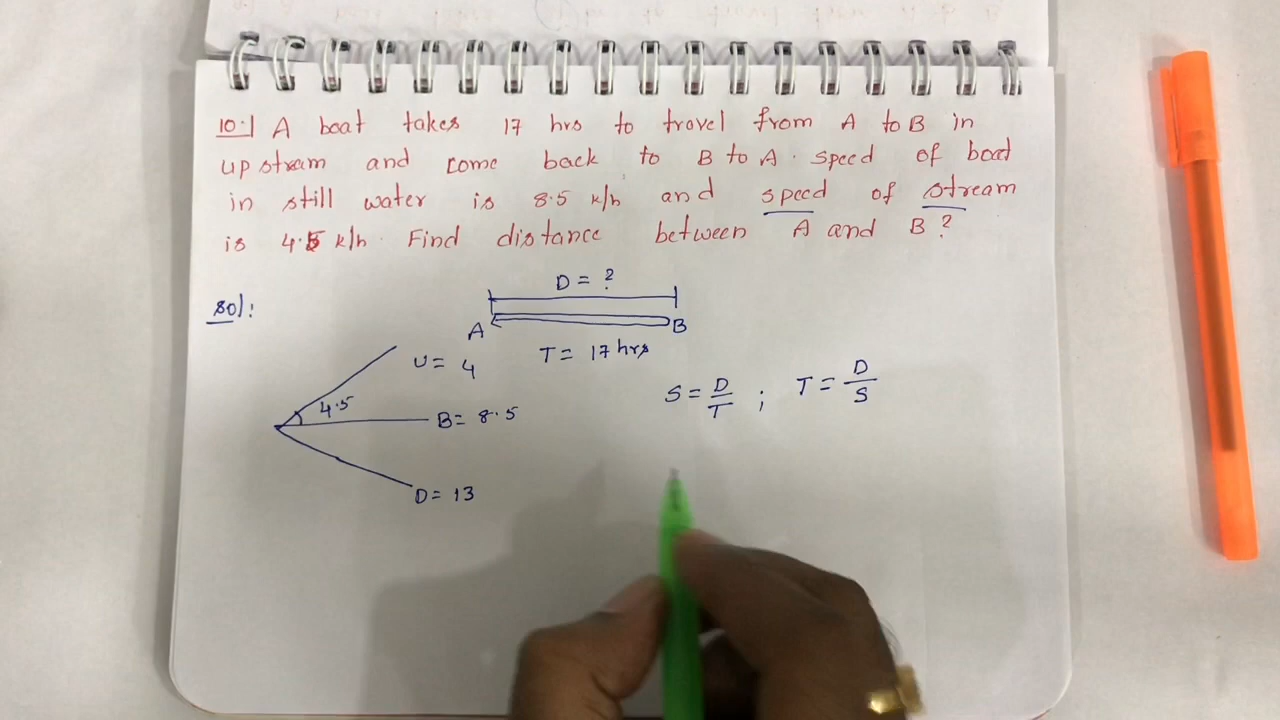 10.) A boat takes 17 hrs to travel from A to B in
upstream and come back to B to A. speed of boat
in still water is 8.5 k/h and speed of stream
is 4.5 k/h. Find distance between A and B?
Sol:
D = ?
A B
T = 17 hrs
U = 4
4.5
B = 8.5
D = 13
S = D/T ; T = D/S